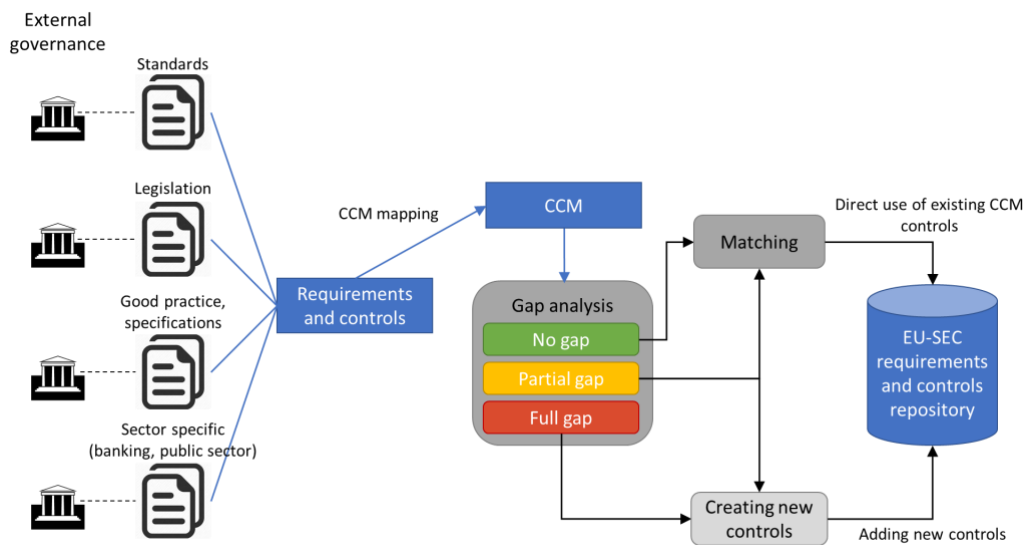 External
governance
Standards
Legislation
Good practice,
specifications
Sector specific
(banking, public sector)
Requirements
and controls
CCM mapping
CCM
Gap analysis
No gap
Partial gap
Full gap
Matching
Creating new
controls
Direct use of existing CCM
controls
EU-SEC
requirements
and controls
repository
Adding new controls